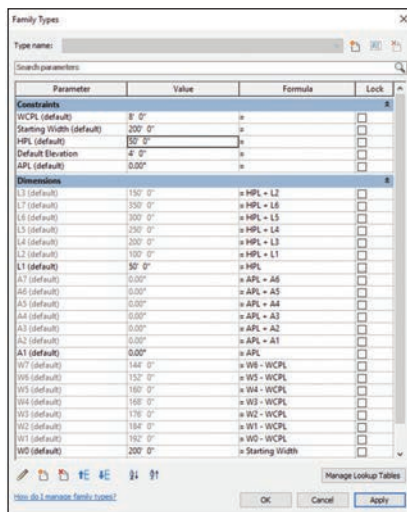 Family Types
Type name:
Search parameters
Parameter Value Formula Lock
Constraints
WCPL (default) 8' 0" =
Starting Width (default) 200' 0" =
HPL (default) 50' 0" =
Default Elevation 4' 0" =
APL (default) 0.00° =
Dimensions
L3 (default) 150' 0" = HPL + L2
L7 (default) 350' 0" = HPL + L6
L6 (default) 300' 0" = HPL + L5
L5 (default) 250' 0" = HPL + L4
L4 (default) 200' 0" = HPL + L3
L2 (default) 100' 0" = HPL + L1
L1 (default) 50' 0" = HPL
A7 (default) 0.00° = APL + A6
A6 (default) 0.00° = APL + A5
A5 (default) 0.00° = APL + A4
A4 (default) 0.00° = APL + A3
A3 (default) 0.00° = APL + A2
A2 (default) 0.00° = APL + A1
A1 (default) 0.00° = APL
W7 (default) 144' 0" = W6 - WCPL
W6 (default) 152' 0" = W5 - WCPL
W5 (default) 160' 0" = W4 - WCPL
W4 (default) 168' 0" = W3 - WCPL
W3 (default) 176' 0" = W2 - WCPL
W2 (default) 184' 0" = W1 - WCPL
W1 (default) 192' 0" = W0 - WCPL
W0 (default) 200' 0" = Starting Width
Manage Lookup Tables
How do I manage family types?
OK Cancel Apply